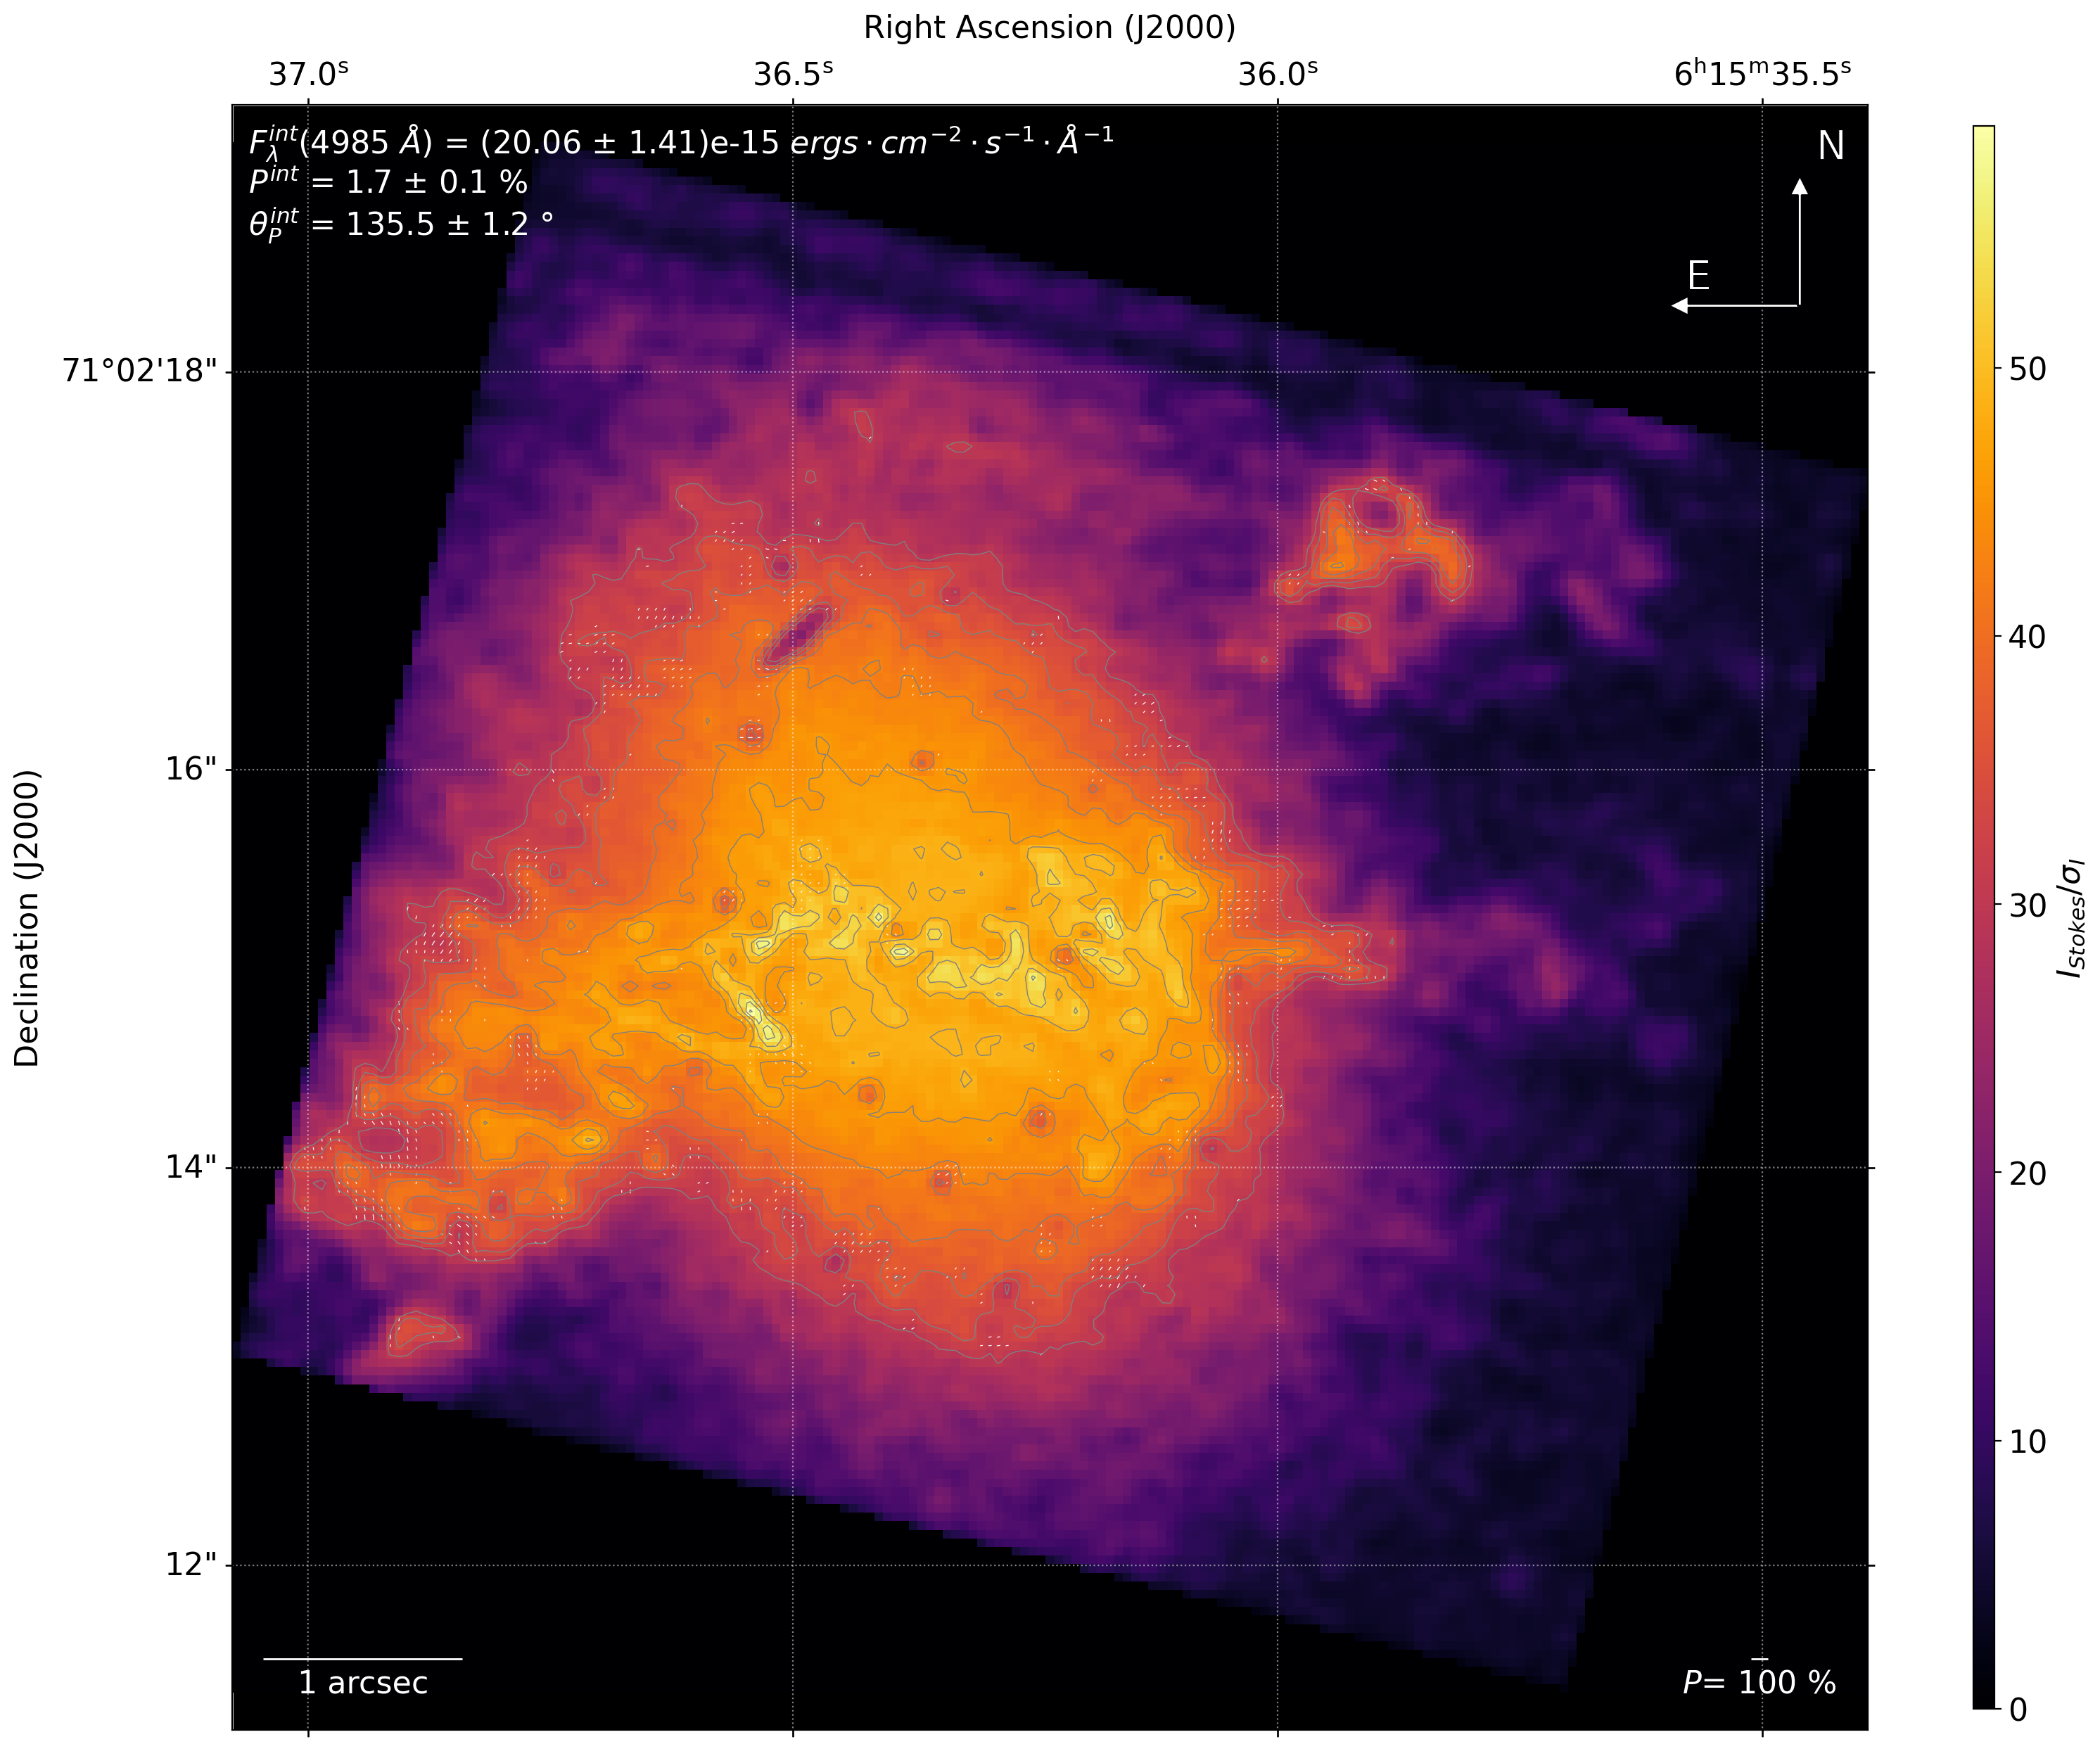 Right Ascension (J2000)
37.0ˢ 36.5ˢ 36.0ˢ 6ʰ15ᵐ35.5ˢ
F_λ^{int}(4985 Å) = (20.06 ± 1.41)e-15 ergs · cm⁻² · s⁻¹ · Å⁻¹
P^{int} = 1.7 ± 0.1 %
θ_P^{int} = 135.5 ± 1.2 °
N
E
71°02'18"
16"
14"
12"
Declination (J2000)
1 arcsec
P= 100 %
50
40
30
20
10
0
I_{Stokes}/σ_I